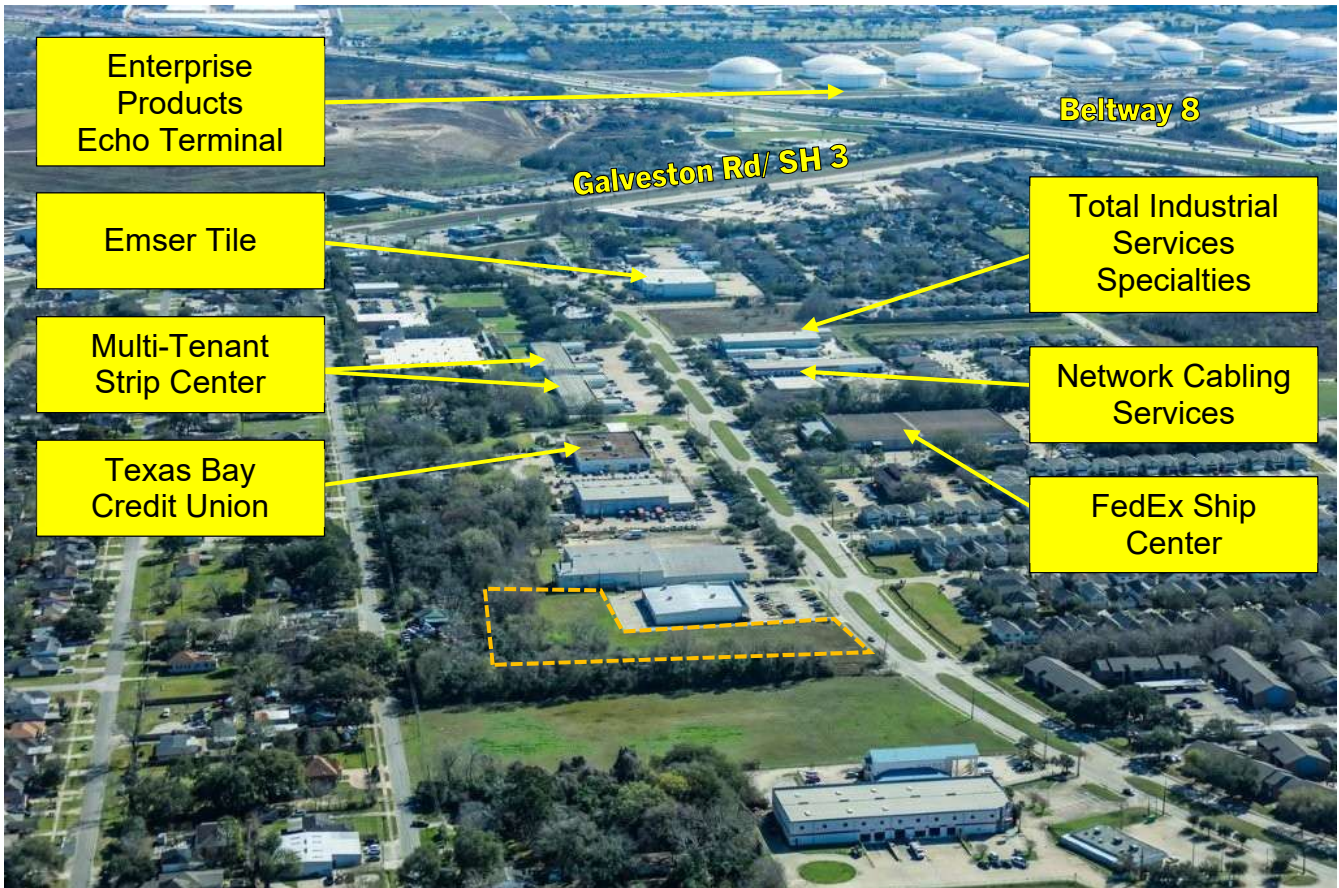 Enterprise
Products
Echo Terminal
Beltway 8
Galveston Rd/ SH 3
Emser Tile
Total Industrial
Services
Specialties
Multi-Tenant
Strip Center
Network Cabling
Services
Texas Bay
Credit Union
FedEx Ship
Center